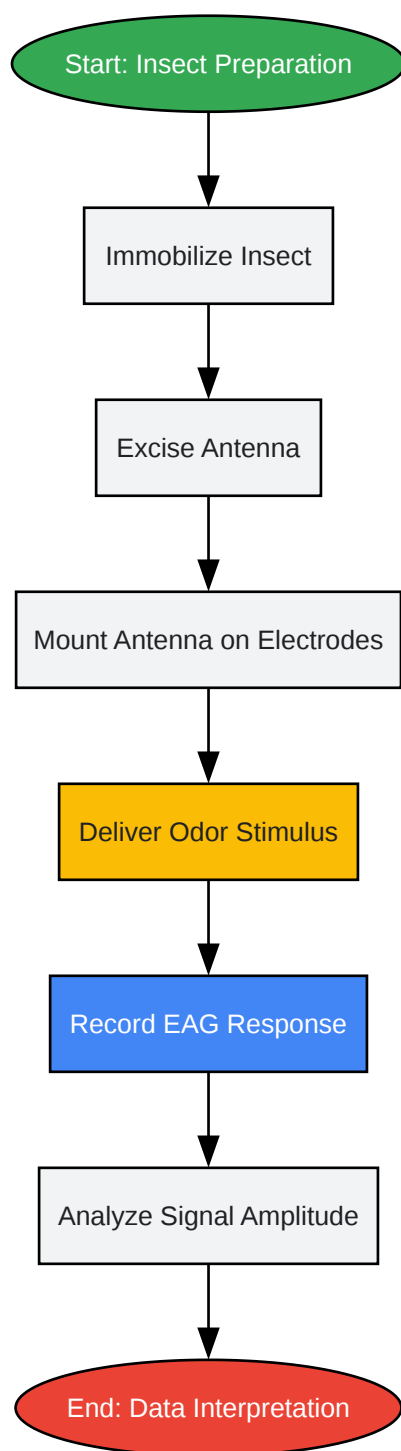 Start: Insect Preparation
Immobilize Insect
Excise Antenna
Mount Antenna on Electrodes
Deliver Odor Stimulus
Record EAG Response
Analyze Signal Amplitude
End: Data Interpretation